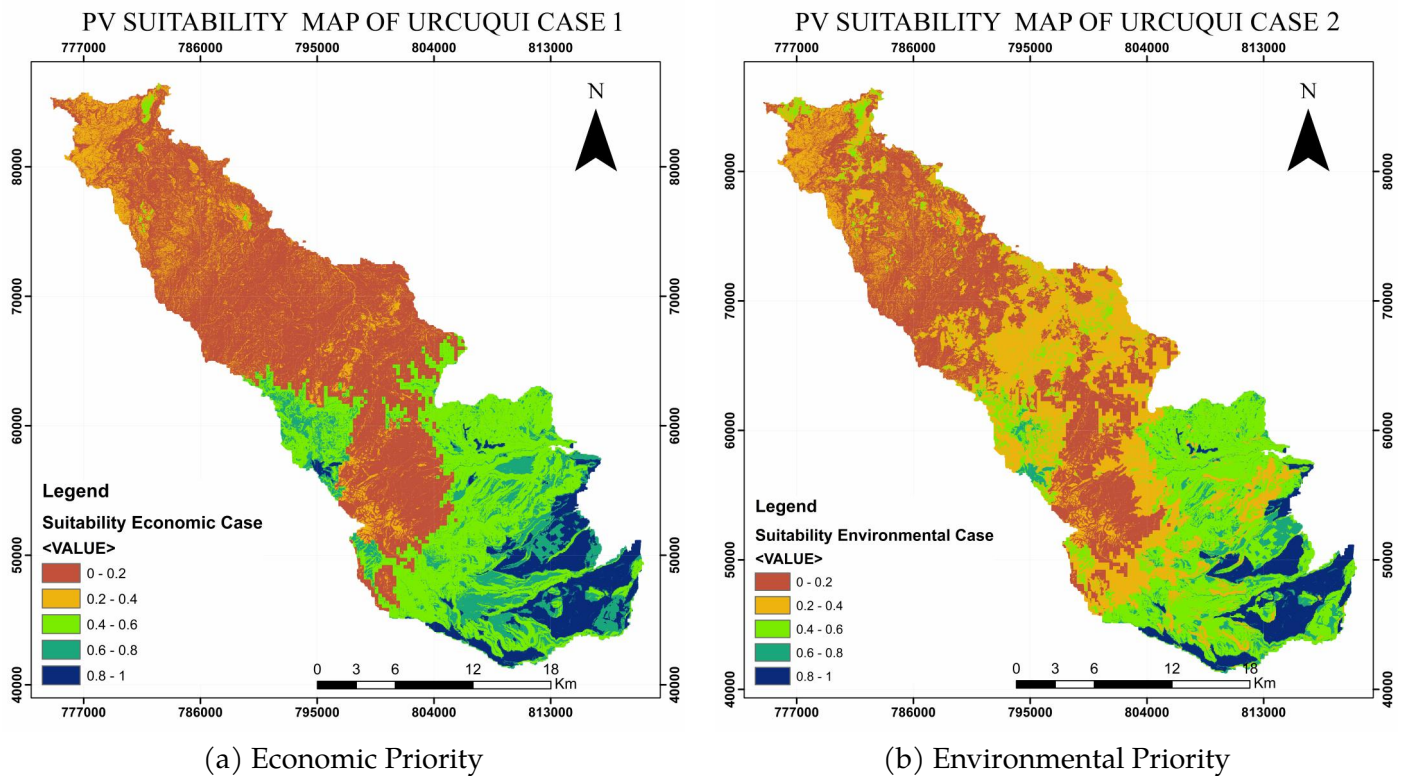 PV SUITABILITY MAP OF URCUQUI CASE 1
777000 786000 795000 804000 813000
N
80000 80000
70000 70000
60000 60000
50000 50000
40000 40000
Legend
Suitability Economic Case
<VALUE>
0 - 0.2
0.2 - 0.4
0.4 - 0.6
0.6 - 0.8
0.8 - 1
0 3 6 12 18
Km
777000 786000 795000 804000 813000
(a) Economic Priority
PV SUITABILITY MAP OF URCUQUI CASE 2
777000 786000 795000 804000 813000
N
80000 80000
70000 70000
60000 60000
50000 50000
40000 40000
Legend
Suitability Environmental Case
<VALUE>
0 - 0.2
0.2 - 0.4
0.4 - 0.6
0.6 - 0.8
0.8 - 1
0 3 6 12 18
Km
777000 786000 795000 804000 813000
(b) Environmental Priority